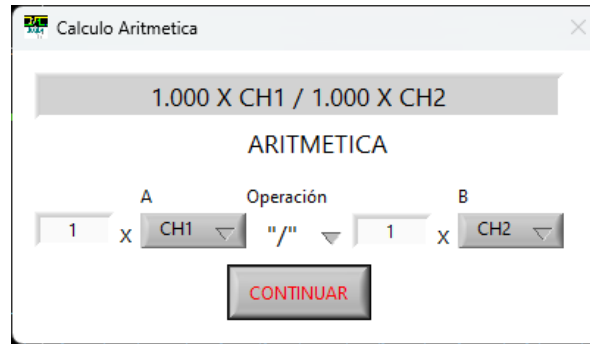 Calculo Aritmetica
1.000 X CH1 / 1.000 X CH2
ARITMETICA
A Operación B
1 X CH1 "/" 1 X CH2
CONTINUAR